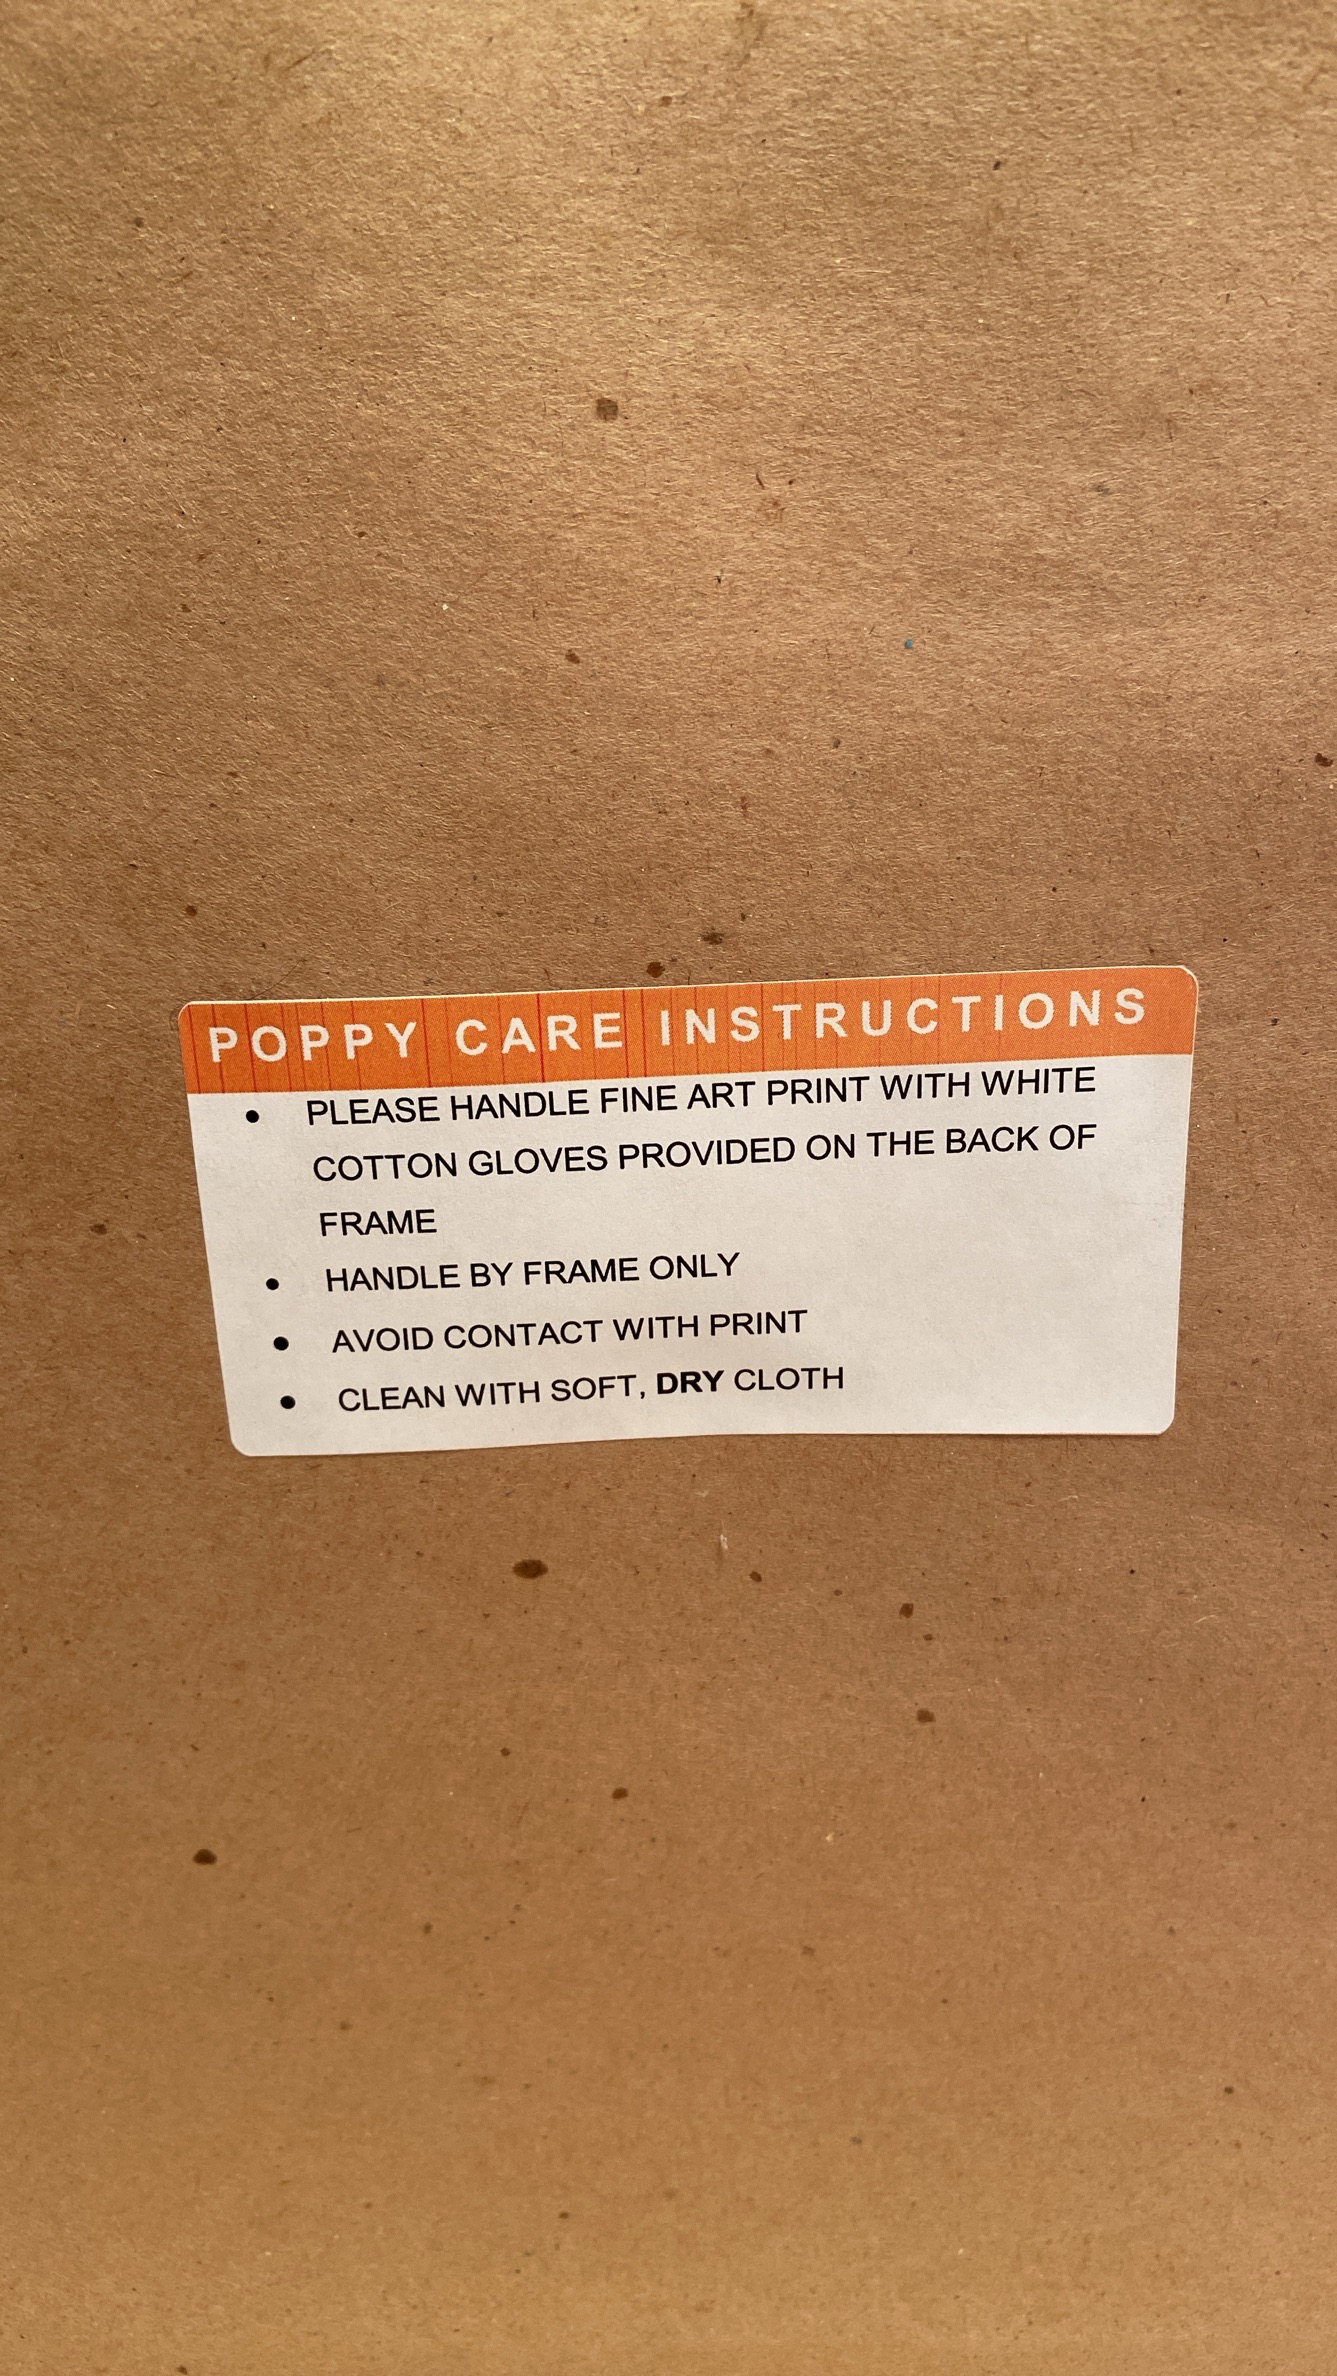 POPPY CARE INSTRUCTIONS
• PLEASE HANDLE FINE ART PRINT WITH WHITE
COTTON GLOVES PROVIDED ON THE BACK OF
FRAME
• HANDLE BY FRAME ONLY
• AVOID CONTACT WITH PRINT
• CLEAN WITH SOFT, DRY CLOTH